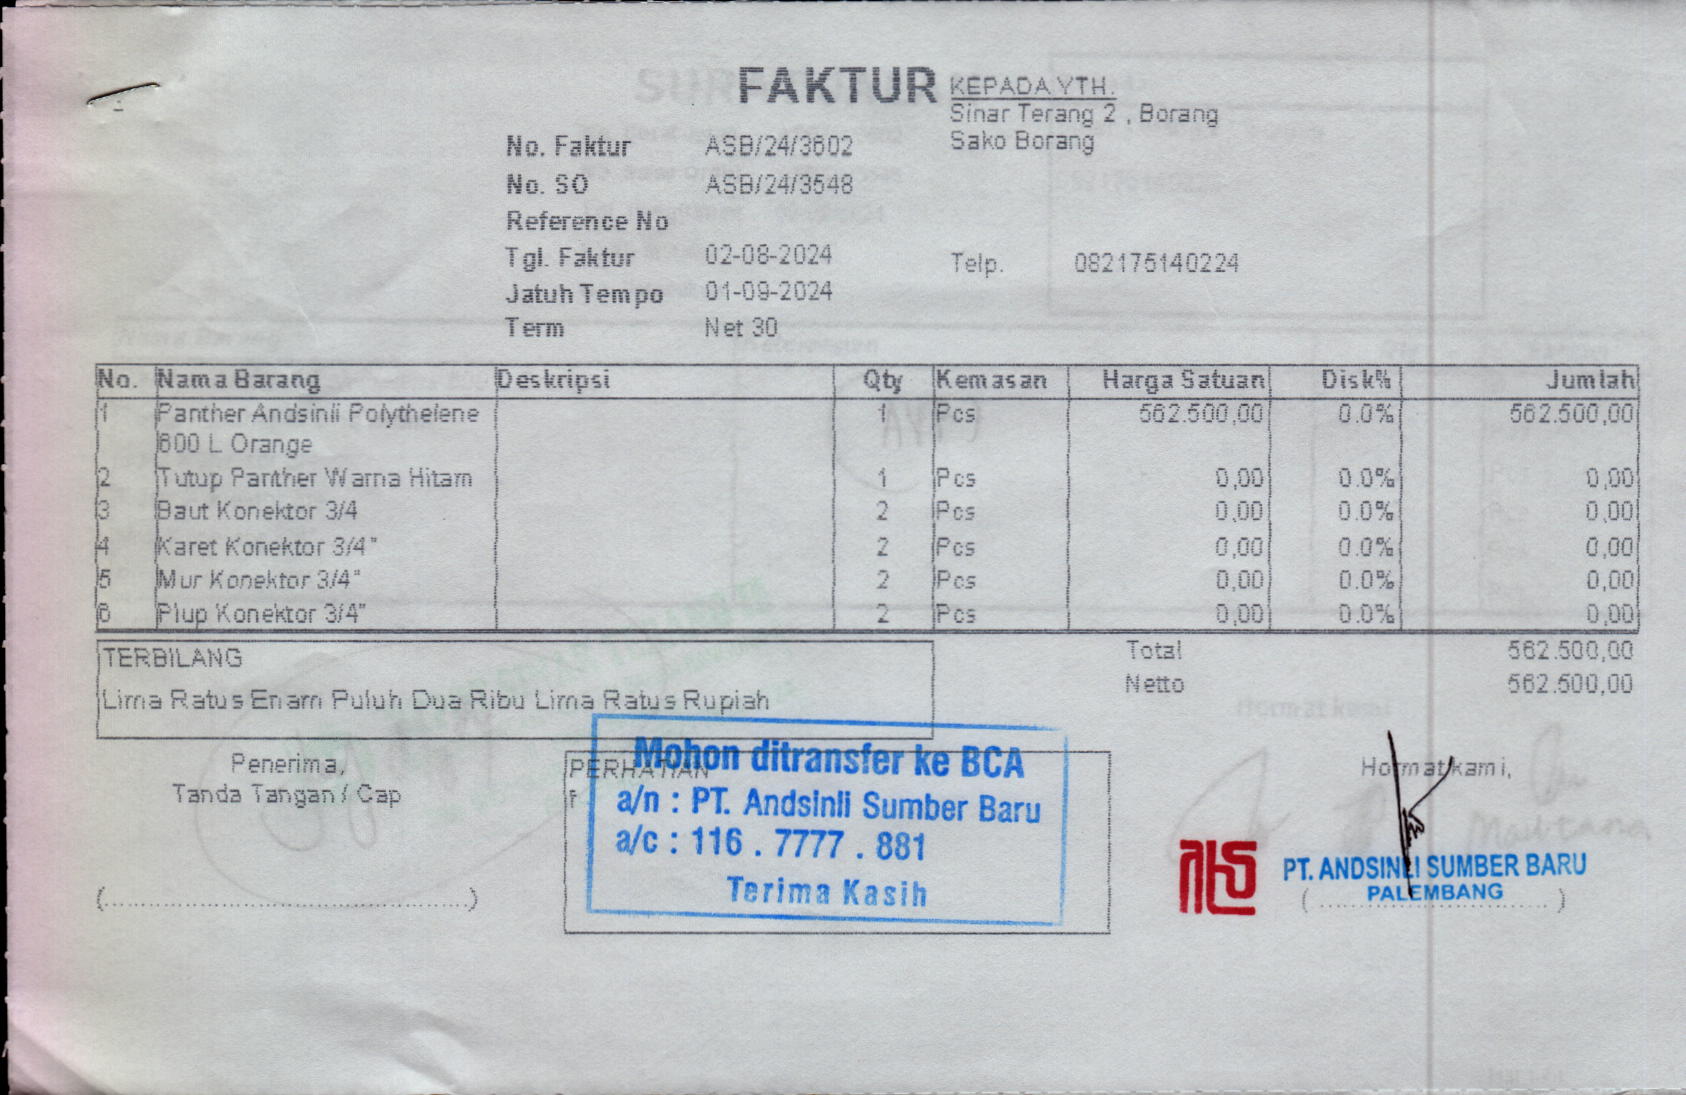 FAKTUR
KEPADA YTH.
Sinar Terang 2 , Borang
Sako Borang
No. Faktur ASB/24/3602
No. SO ASB/24/3548
Reference No
Tgl. Faktur 02-08-2024
Telp. 082175140224
Jatuh Tempo 01-09-2024
Term Net 30
No. Nama Barang Deskripsi Qty Kemasan Harga Satuan Disk% Jumlah
1 Panther Andsinli Polythelene 1 Pcs 562.500,00 0.0% 562.500,00
600 L Orange
2 Tutup Panther Warna Hitam 1 Pcs 0,00 0.0% 0,00
3 Baut Konektor 3/4 2 Pcs 0,00 0.0% 0,00
4 Karet Konektor 3/4" 2 Pcs 0,00 0.0% 0,00
5 Mur Konektor 3/4" 2 Pcs 0,00 0.0% 0,00
6 Plup Konektor 3/4" 2 Pcs 0,00 0.0% 0,00
TERBILANG
Lima Ratus Enam Puluh Dua Ribu Lima Ratus Rupiah
Total 562.500,00
Netto 562.500,00
Penerima,
Tanda Tangan / Cap
(..............................................)
PERHATIAN
Mohon ditransfer ke BCA
a/n : PT. Andsinli Sumber Baru
a/c : 116 . 7777 . 881
Terima Kasih
Hormat kami,
PT. ANDSINLI SUMBER BARU
PALEMBANG
(..............................)